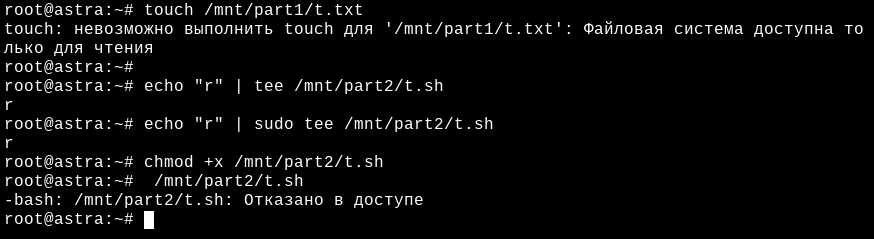 root@astra:~# touch /mnt/part1/t.txt
touch: невозможно выполнить touch для '/mnt/part1/t.txt': Файловая система доступна то
лько для чтения
root@astra:~#
root@astra:~# echo "r" | tee /mnt/part2/t.sh
r
root@astra:~# echo "r" | sudo tee /mnt/part2/t.sh
r
root@astra:~# chmod +x /mnt/part2/t.sh
root@astra:~#  /mnt/part2/t.sh
-bash: /mnt/part2/t.sh: Отказано в доступе
root@astra:~#